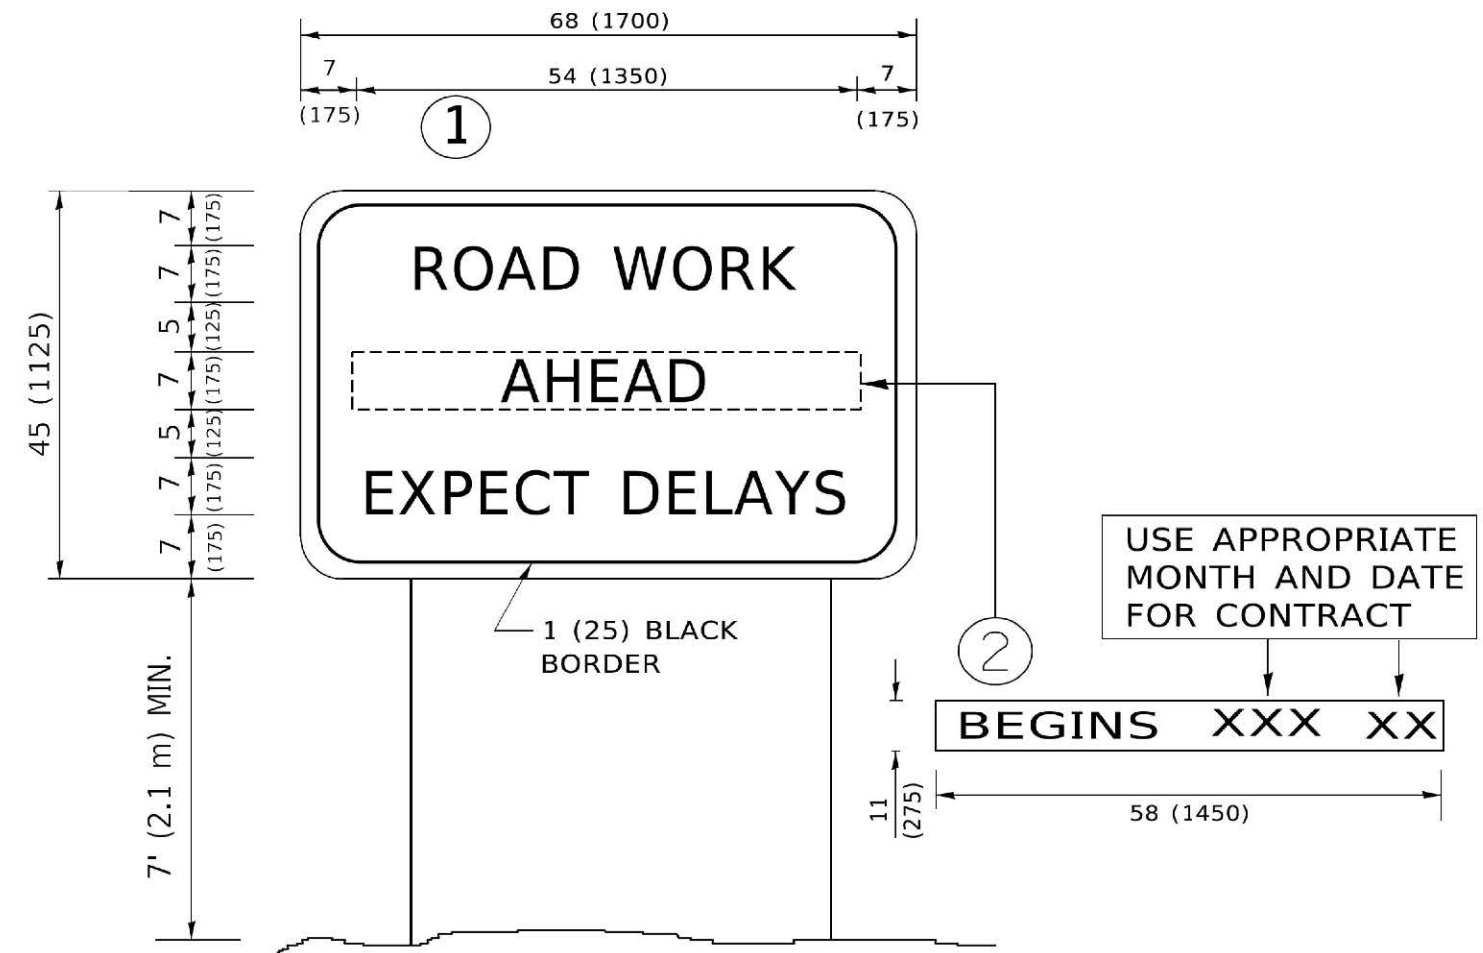 68 (1700)
7
54 (1350)
7
(175)
(175)
1
7
(175)
7
(175)
5
(125)
7
(175)
5
(125)
7
(175)
7
(175)
45 (1125)
ROAD WORK
AHEAD
EXPECT DELAYS
1 (25) BLACK
BORDER
7' (2.1 m) MIN.
USE APPROPRIATE
MONTH AND DATE
FOR CONTRACT
2
BEGINS XXX XX
11
(275)
58 (1450)